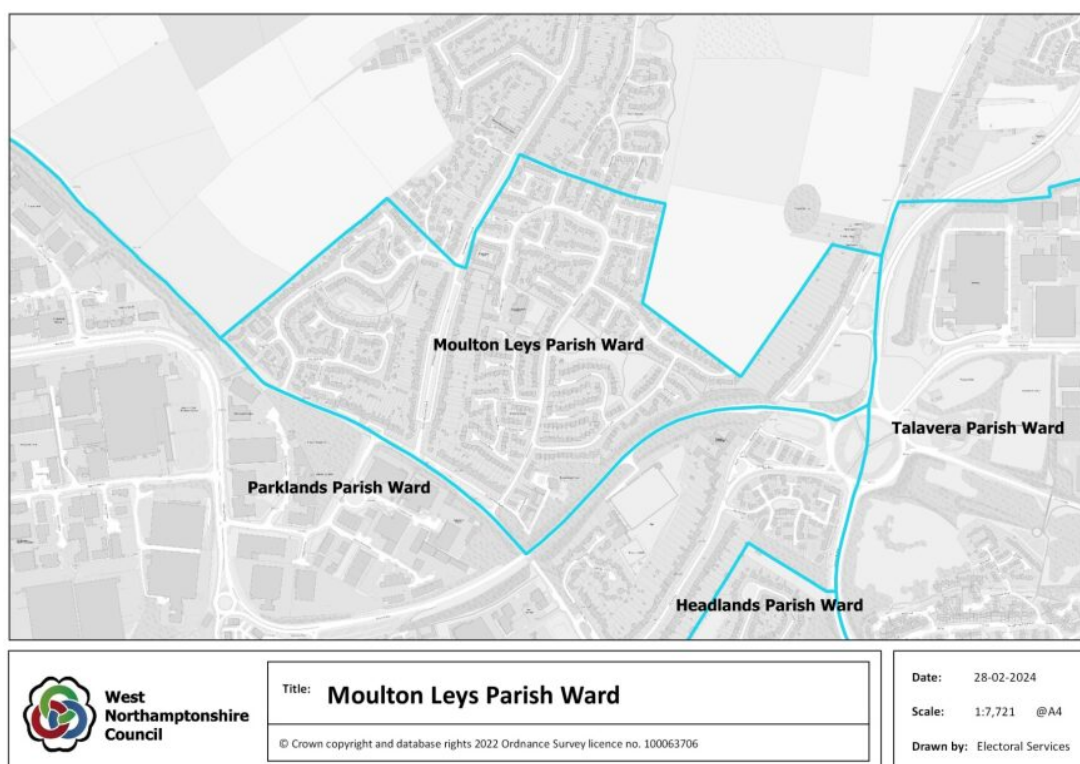 Moulton Leys Parish Ward
Talavera Parish Ward
Parklands Parish Ward
Headlands Parish Ward
West
Northamptonshire
Council
Title: Moulton Leys Parish Ward
© Crown copyright and database rights 2022 Ordnance Survey licence no. 100063706
Date: 28-02-2024
Scale: 1:7,721 @A4
Drawn by: Electoral Services